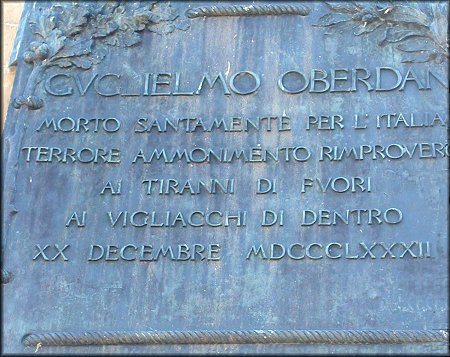 GVGLIELMO OBERDAN
MORTO SANTAMENTE PER L'ITALIA
TERRORE AMMONIMENTO RIMPROVERO
AI TIRANNI DI FVORI
AI VIGLIACCHI DI DENTRO
XX DECEMBRE MDCCCLXXXII